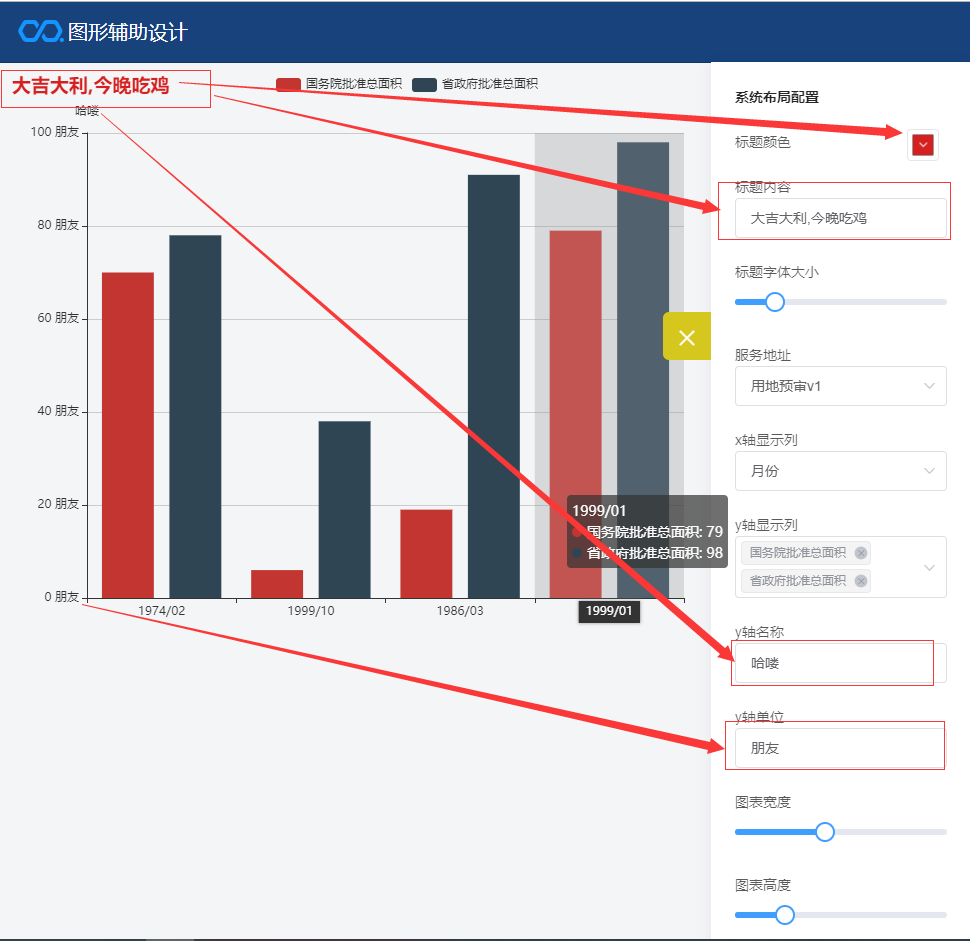 图形辅助设计
大吉大利,今晚吃鸡
国务院批准总面积
省政府批准总面积
哈喽
100 朋友
80 朋友
60 朋友
40 朋友
20 朋友
0 朋友
1974/02
1999/10
1986/03
1999/01
1999/01
国务院批准总面积: 79
省政府批准总面积: 98
系统布局配置
标题颜色
标题内容
大吉大利,今晚吃鸡
标题字体大小
服务地址
用地预审v1
x轴显示列
月份
y轴显示列
国务院批准总面积
省政府批准总面积
y轴名称
哈喽
y轴单位
朋友
图表宽度
图表高度